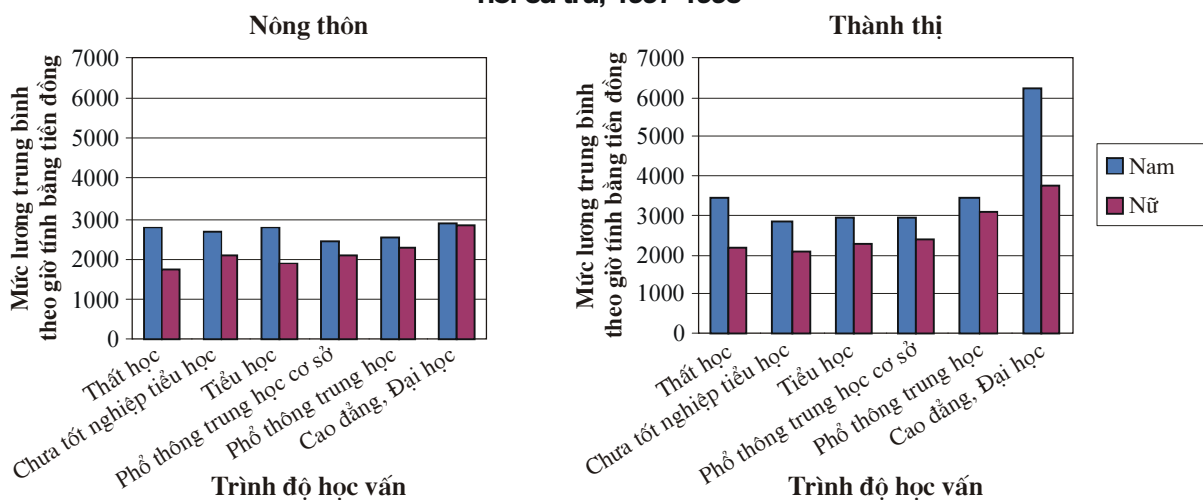 Nông thôn
Mức lương trung bình
theo giờ tính bằng tiền đồng
7000
6000
5000
4000
3000
2000
1000
0
Thất học
Chưa tốt nghiệp tiểu học
Tiểu học
Phổ thông trung học cơ sở
Phổ thông trung học
Cao đẳng, Đại học
Trình độ học vấn
Thành thị
Mức lương trung bình
theo giờ tính bằng tiền đồng
7000
6000
5000
4000
3000
2000
1000
0
Thất học
Chưa tốt nghiệp tiểu học
Tiểu học
Phổ thông trung học cơ sở
Phổ thông trung học
Cao đẳng, Đại học
Trình độ học vấn
Nam
Nữ